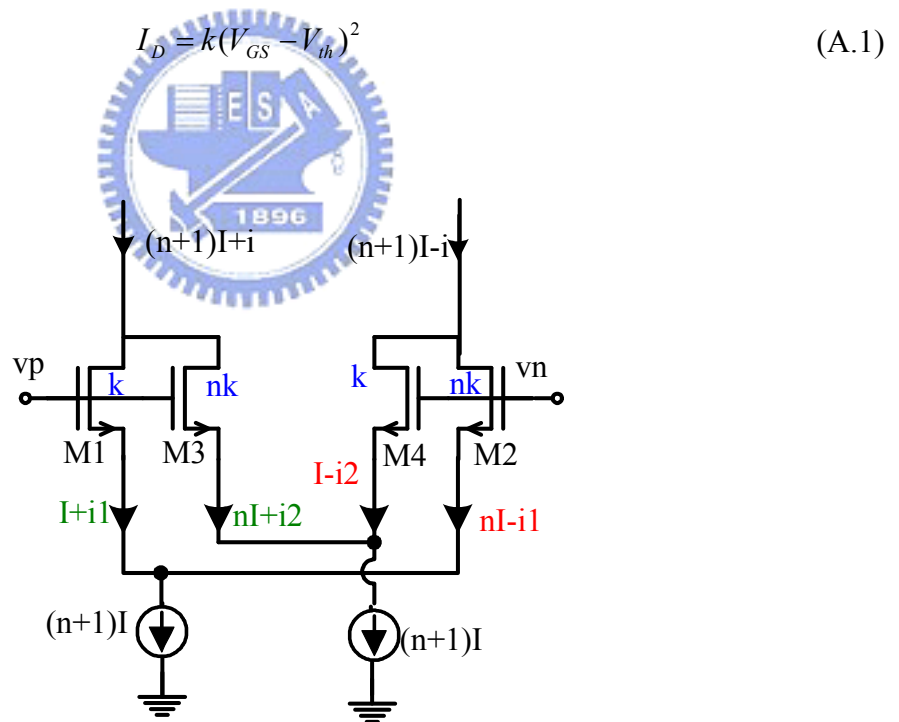 I_D = k(V_GS − V_th)^2 (A.1)
E S A
1896
(n+1)I+i (n+1)I-i
vp k nk k nk vn
M1 M3 M4 M2
I-i2
I+i1 nI+i2 nI-i1
(n+1)I (n+1)I